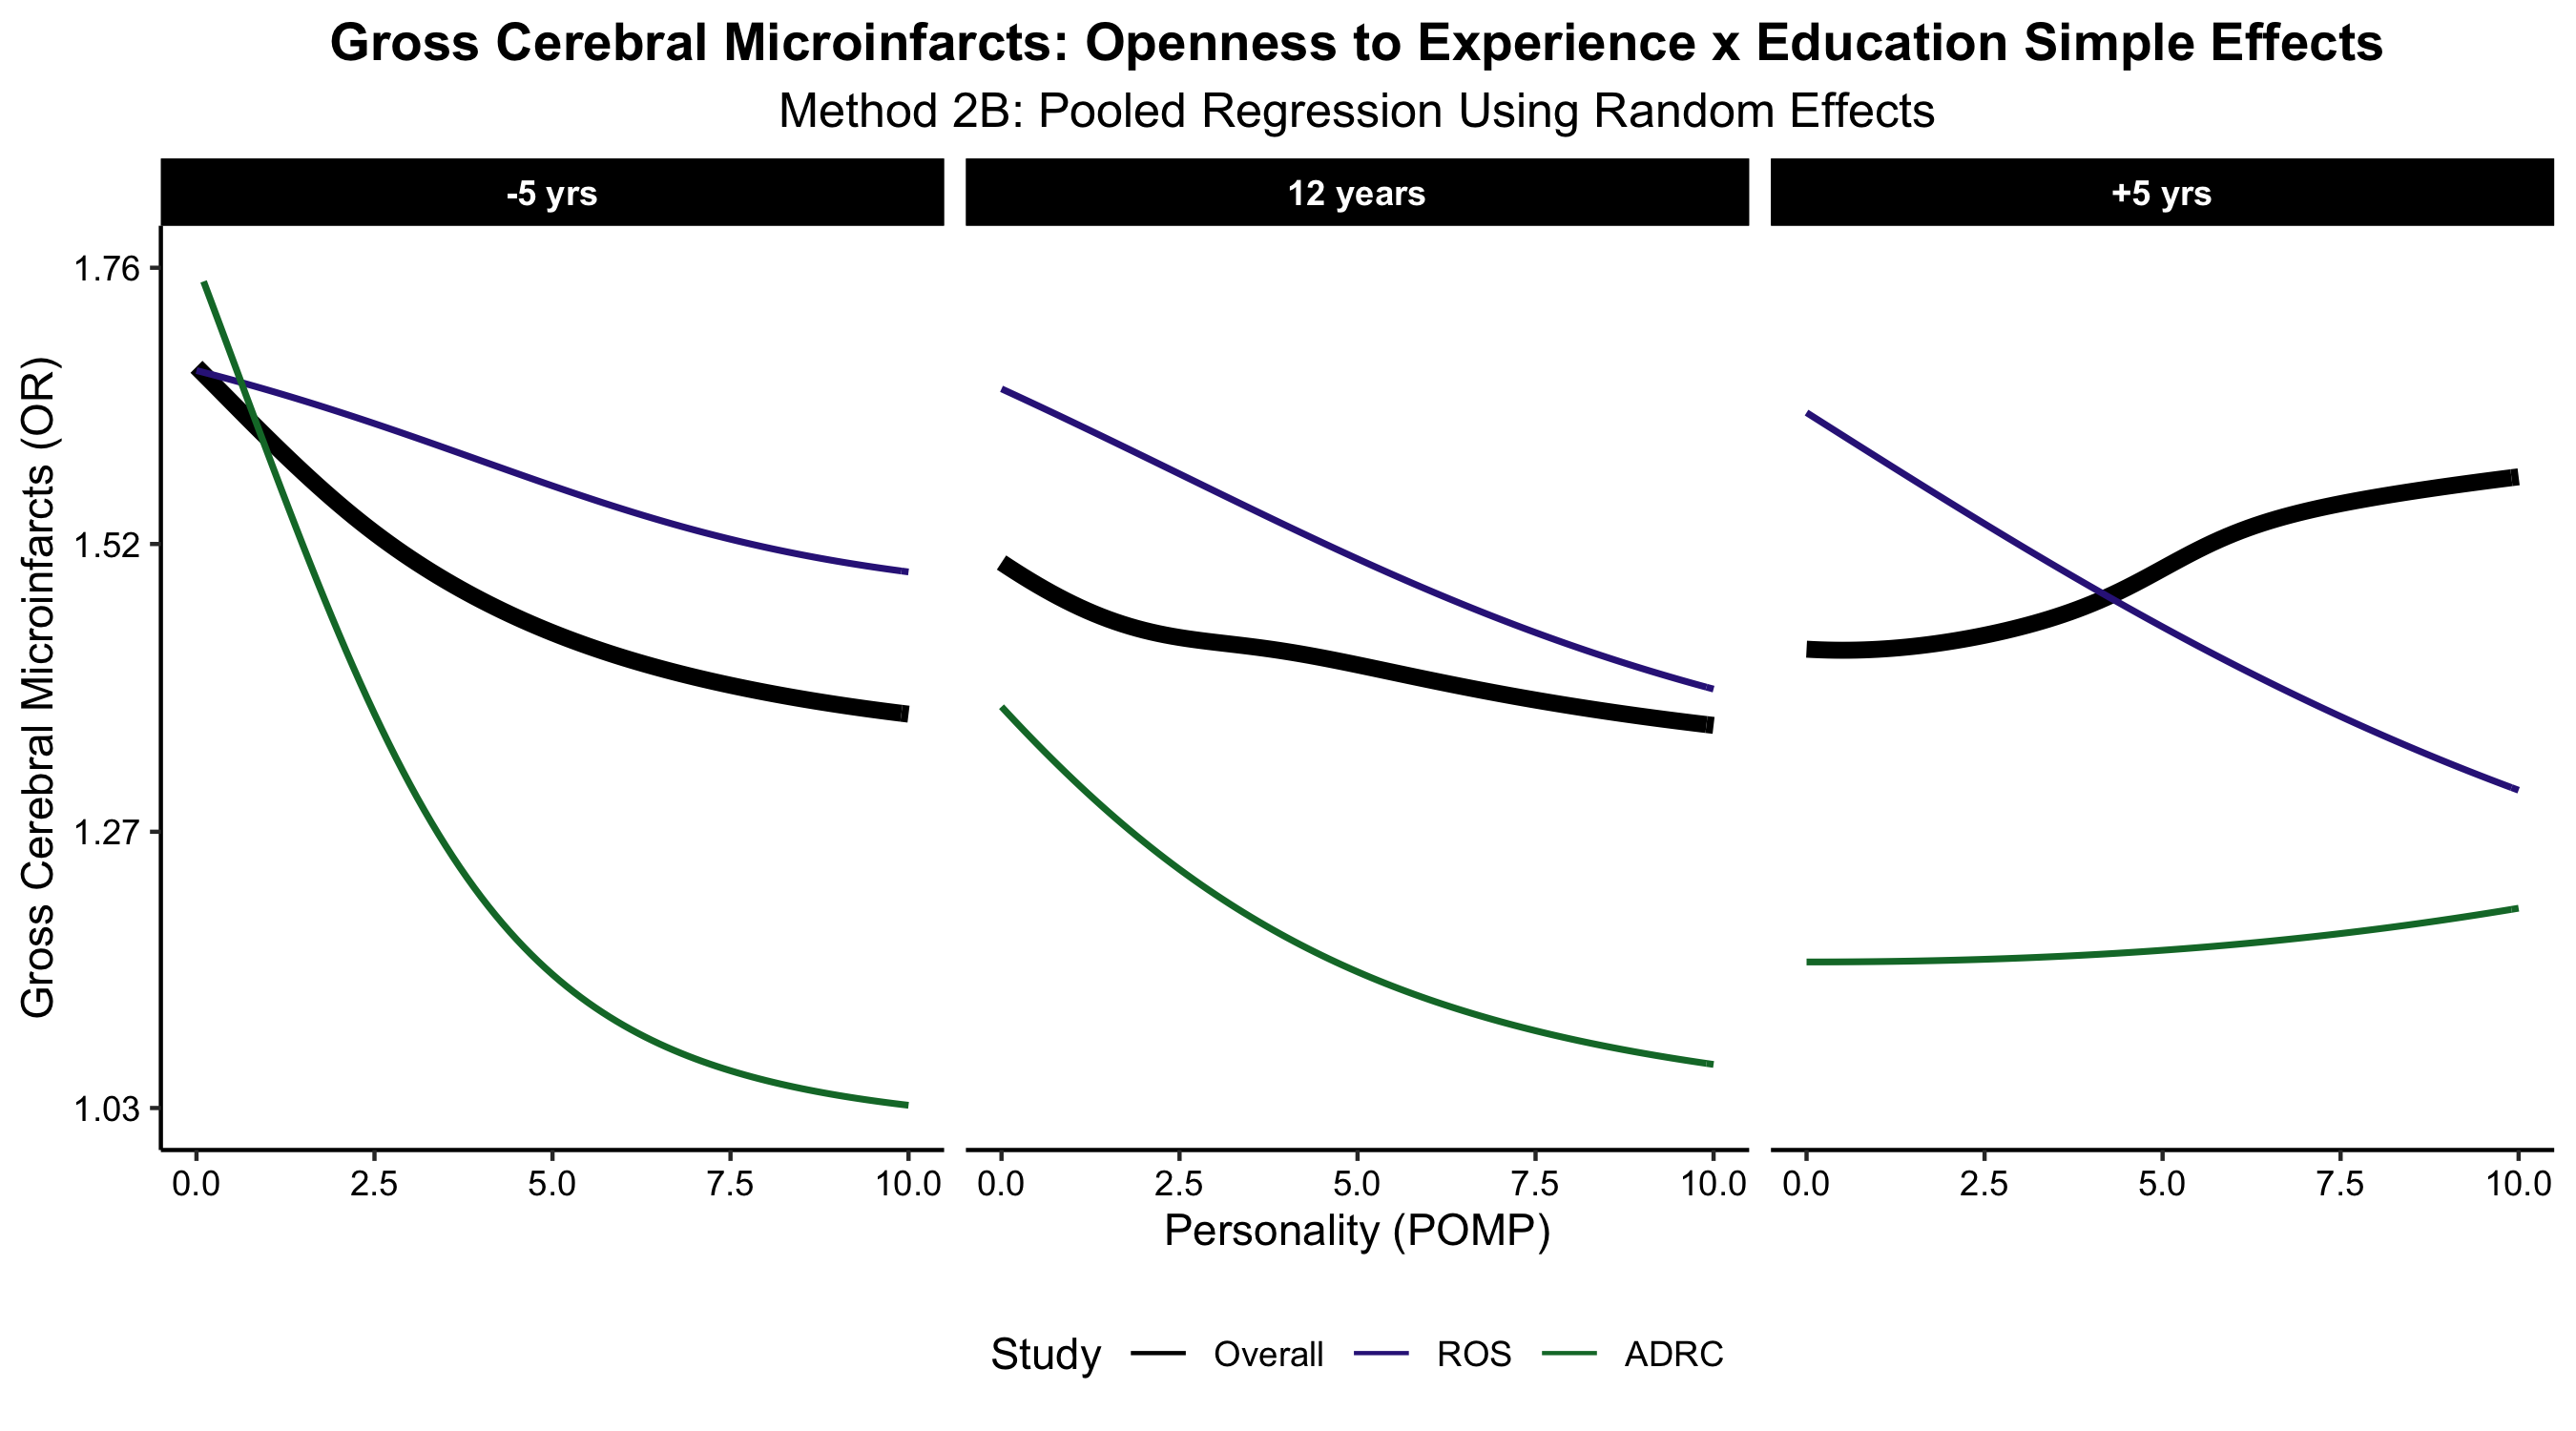 Gross Cerebral Microinfarcts: Openness to Experience x Education Simple Effects
Method 2B: Pooled Regression Using Random Effects
-5 yrs
12 years
+5 yrs
Gross Cerebral Microinfarcts (OR)
1.76
1.52
1.27
1.03
0.0 2.5 5.0 7.5 10.0
0.0 2.5 5.0 7.5 10.0
0.0 2.5 5.0 7.5 10.0
Personality (POMP)
Study Overall ROS ADRC